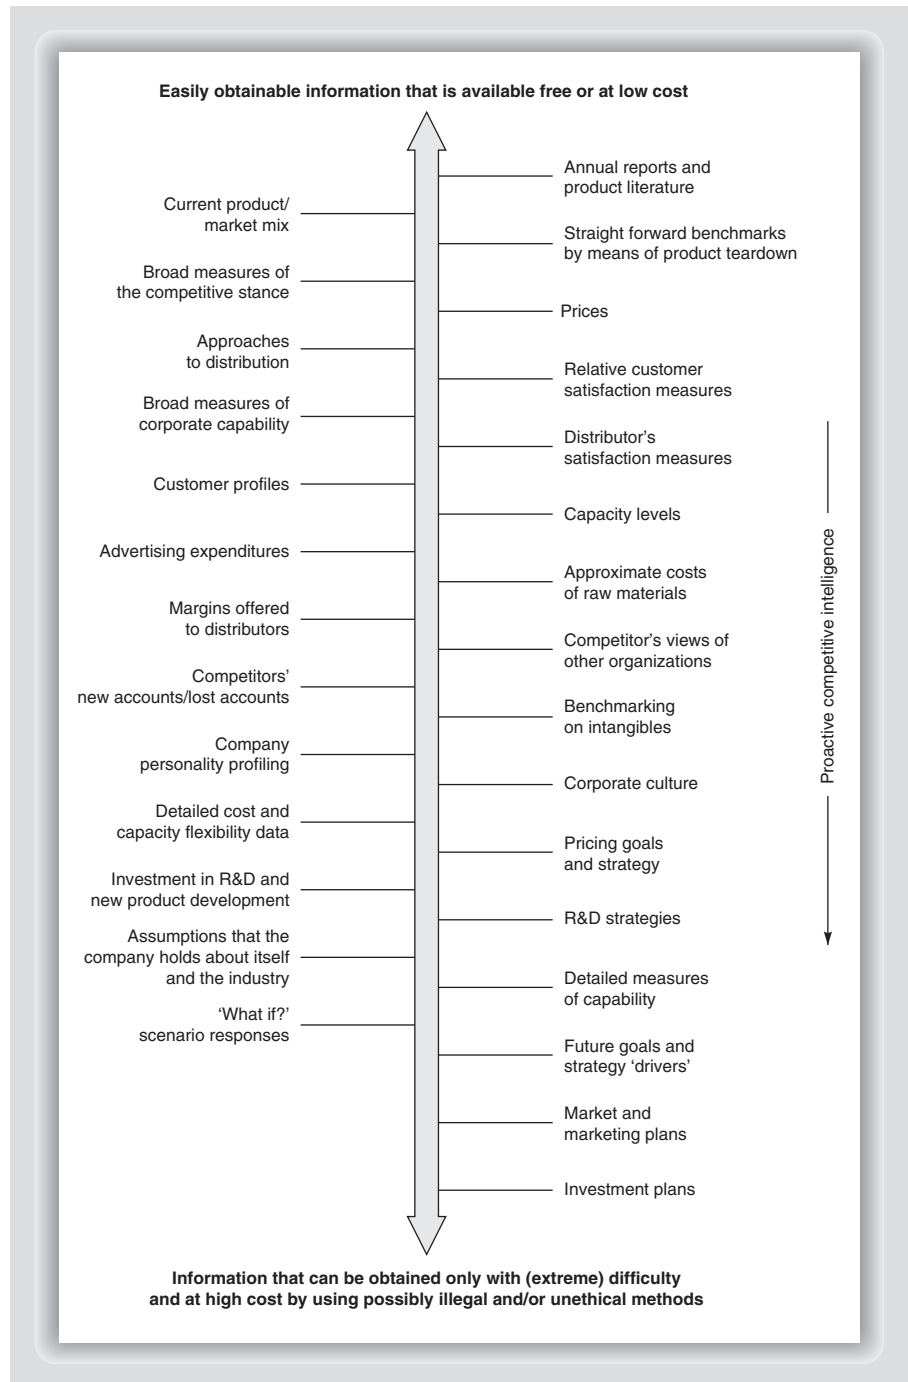 Easily obtainable information that is available free or at low cost
Annual reports and
product literature
Current product/
market mix
Straight forward benchmarks
by means of product teardown
Broad measures of
the competitive stance
Prices
Approaches
to distribution
Relative customer
satisfaction measures
Broad measures of
corporate capability
Distributor's
satisfaction measures
Customer profiles
Capacity levels
Advertising expenditures
Approximate costs
of raw materials
Margins offered
to distributors
Competitor's views of
other organizations
Competitors'
new accounts/lost accounts
Benchmarking
on intangibles
Company
personality profiling
Corporate culture
Detailed cost and
capacity flexibility data
Pricing goals
and strategy
Investment in R&D and
new product development
R&D strategies
Assumptions that the
company holds about itself
and the industry
Detailed measures
of capability
'What if?'
scenario responses
Future goals and
strategy 'drivers'
Market and
marketing plans
Investment plans
Proactive competitive intelligence
Information that can be obtained only with (extreme) difficulty
and at high cost by using possibly illegal and/or unethical methods